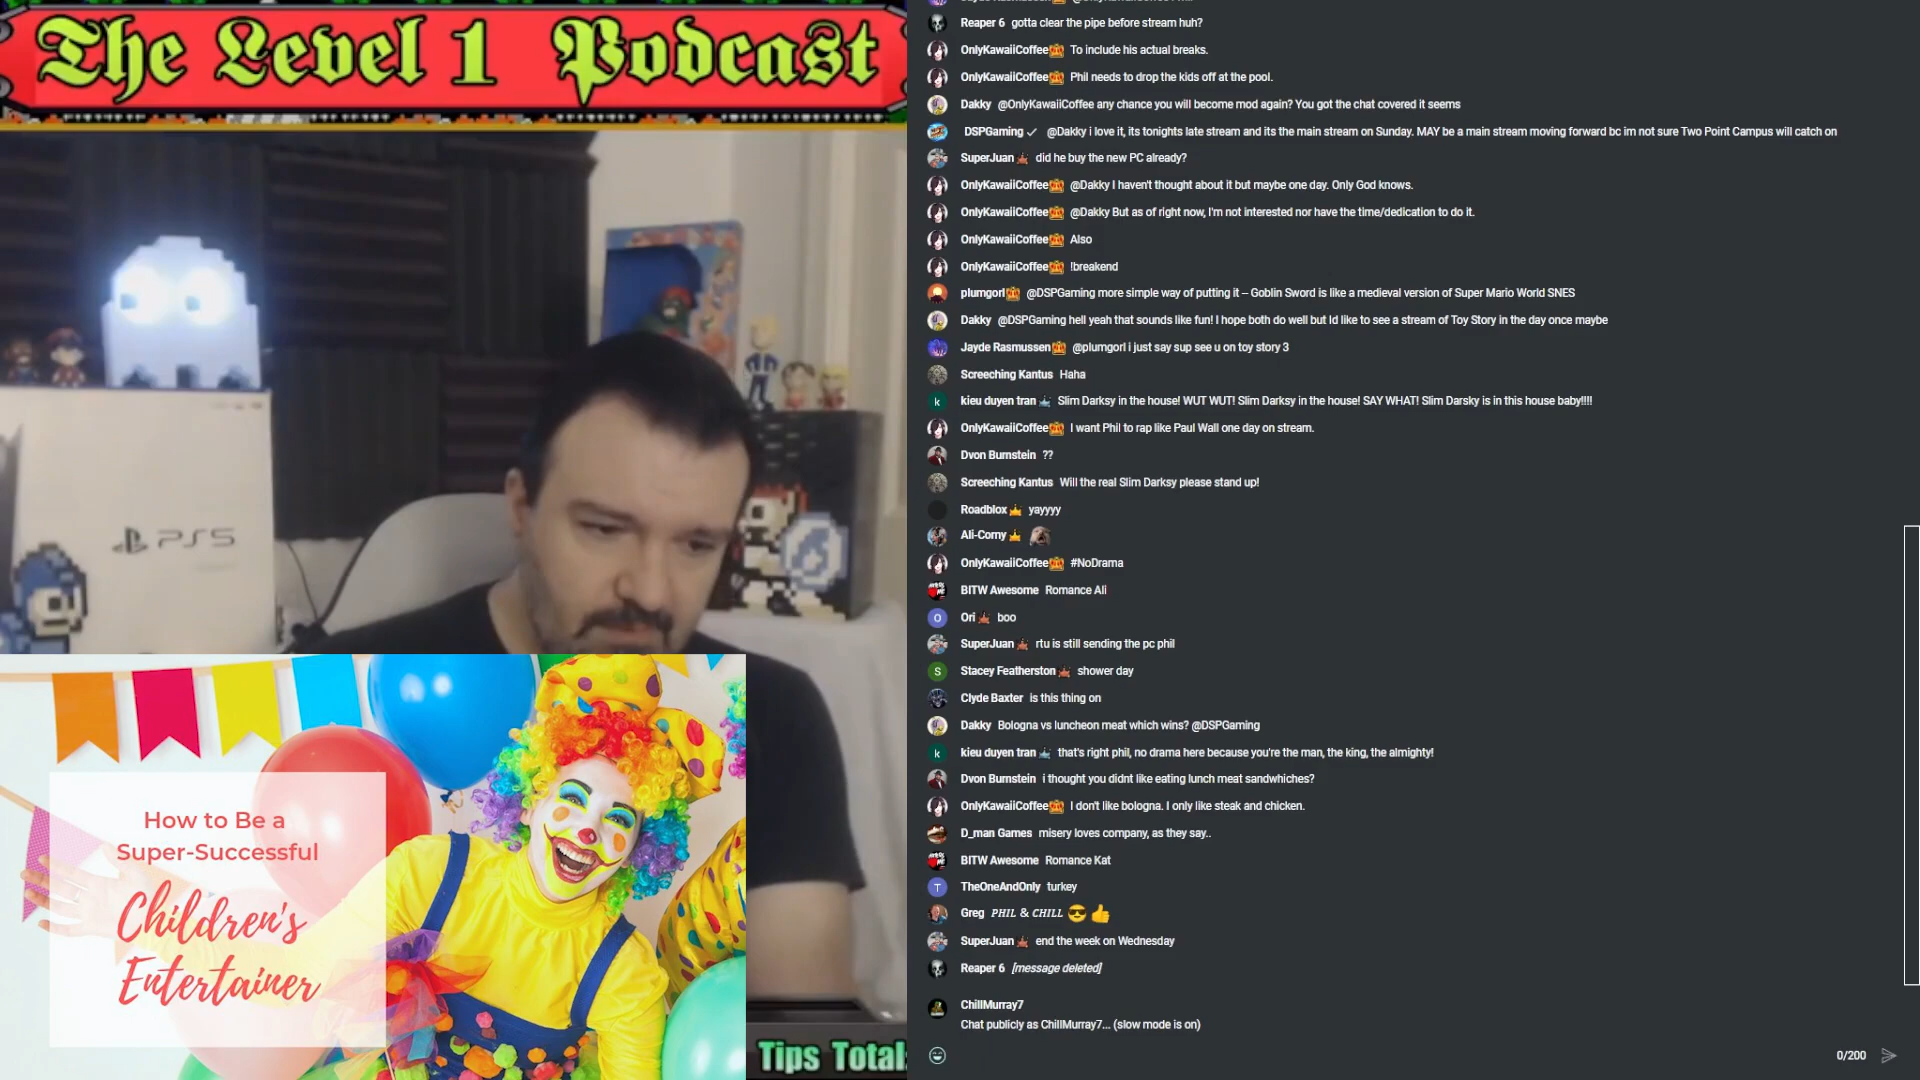 The Level 1 Podcast
PS5
How to Be a
Super-Successful
Children's
Entertainer
Tips Total:
Reaper 6 gotta clear the pipe before stream huh?
OnlyKawaiiCoffee To include his actual breaks.
OnlyKawaiiCoffee Phil needs to drop the kids off at the pool.
Dakky @OnlyKawaiiCoffee any chance you will become mod again? You got the chat covered it seems
DSPGaming ✓ @Dakky i love it, its tonights late stream and its the main stream on Sunday. MAY be a main stream moving forward bc im not sure Two Point Campus will catch on
SuperJuan did he buy the new PC already?
OnlyKawaiiCoffee @Dakky I haven't thought about it but maybe one day. Only God knows.
OnlyKawaiiCoffee @Dakky But as of right now, I'm not interested nor have the time/dedication to do it.
OnlyKawaiiCoffee Also
OnlyKawaiiCoffee !breakend
plumgorl @DSPGaming more simple way of putting it -- Goblin Sword is like a medieval version of Super Mario World SNES
Dakky @DSPGaming hell yeah that sounds like fun! I hope both do well but Id like to see a stream of Toy Story in the day once maybe
Jayde Rasmussen @plumgorl i just say sup see u on toy story 3
Screeching Kantus Haha
kieu duyen tran Slim Darksy in the house! WUT WUT! Slim Darksy in the house! SAY WHAT! Slim Darsky is in this house baby!!!!
OnlyKawaiiCoffee I want Phil to rap like Paul Wall one day on stream.
Dvon Burnstein ??
Screeching Kantus Will the real Slim Darksy please stand up!
Roadblox yayyyy
Ali-Corny
OnlyKawaiiCoffee #NoDrama
BITW Awesome Romance Ali
Ori boo
SuperJuan rtu is still sending the pc phil
Stacey Featherston shower day
Clyde Baxter is this thing on
Dakky Bologna vs luncheon meat which wins? @DSPGaming
kieu duyen tran that's right phil, no drama here because you're the man, the king, the almighty!
Dvon Burnstein i thought you didnt like eating lunch meat sandwhiches?
OnlyKawaiiCoffee I don't like bologna. I only like steak and chicken.
D_man Games misery loves company, as they say..
BITW Awesome Romance Kat
TheOneAndOnly turkey
Greg 𝑃𝐻𝐼𝐿 & 𝐶𝐻𝐼𝐿𝐿 😎👍
SuperJuan end the week on Wednesday
Reaper 6 [message deleted]
ChillMurray7
Chat publicly as ChillMurray7... (slow mode is on)
0/200